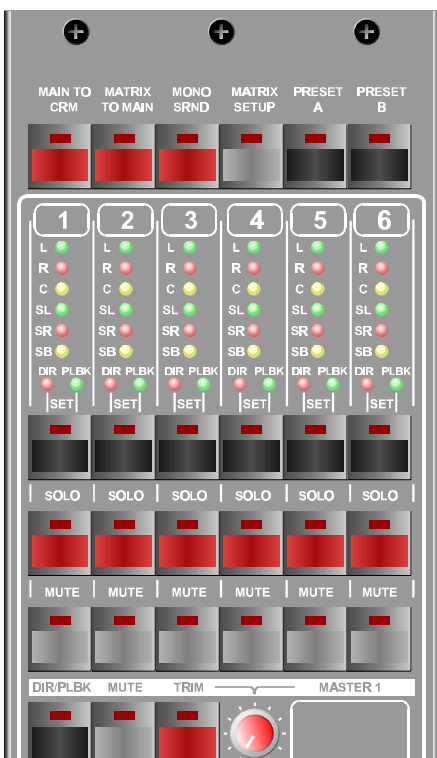 MAIN TO MATRIX MONO MATRIX PRESET PRESET
CRM TO MAIN SRND SETUP A B
1 2 3 4 5 6
L L L L L L
R R R R R R
C C C C C C
SL SL SL SL SL SL
SR SR SR SR SR SR
SB SB SB SB SB SB
DIR PLBK DIR PLBK DIR PLBK DIR PLBK DIR PLBK DIR PLBK
SET SET SET SET SET SET
SOLO SOLO SOLO SOLO SOLO SOLO
MUTE MUTE MUTE MUTE MUTE MUTE
DIR/PLBK MUTE TRIM MASTER 1